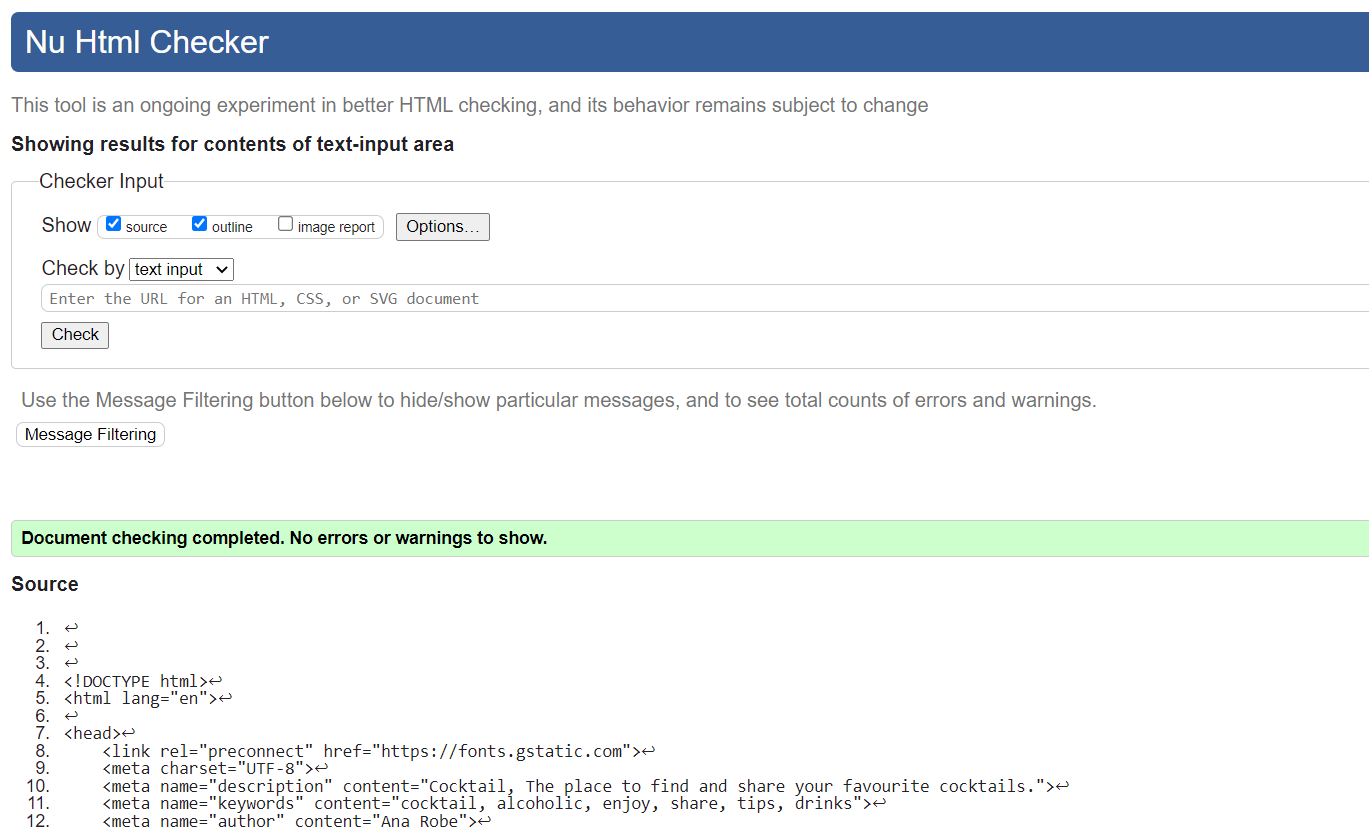 Nu Html Checker
This tool is an ongoing experiment in better HTML checking, and its behavior remains subject to change
Showing results for contents of text-input area
Checker Input
Show source outline image report Options...
Check by text input
Enter the URL for an HTML, CSS, or SVG document
Check
Use the Message Filtering button below to hide/show particular messages, and to see total counts of errors and warnings.
Message Filtering
Document checking completed. No errors or warnings to show.
Source
1. ↩
2. ↩
3. ↩
4. <!DOCTYPE html>↩
5. <html lang="en">↩
6. ↩
7. <head>↩
8. <link rel="preconnect" href="https://fonts.gstatic.com">↩
9. <meta charset="UTF-8">↩
10. <meta name="description" content="Cocktail, The place to find and share your favourite cocktails.">↩
11. <meta name="keywords" content="cocktail, alcoholic, enjoy, share, tips, drinks">↩
12. <meta name="author" content="Ana Robe">↩